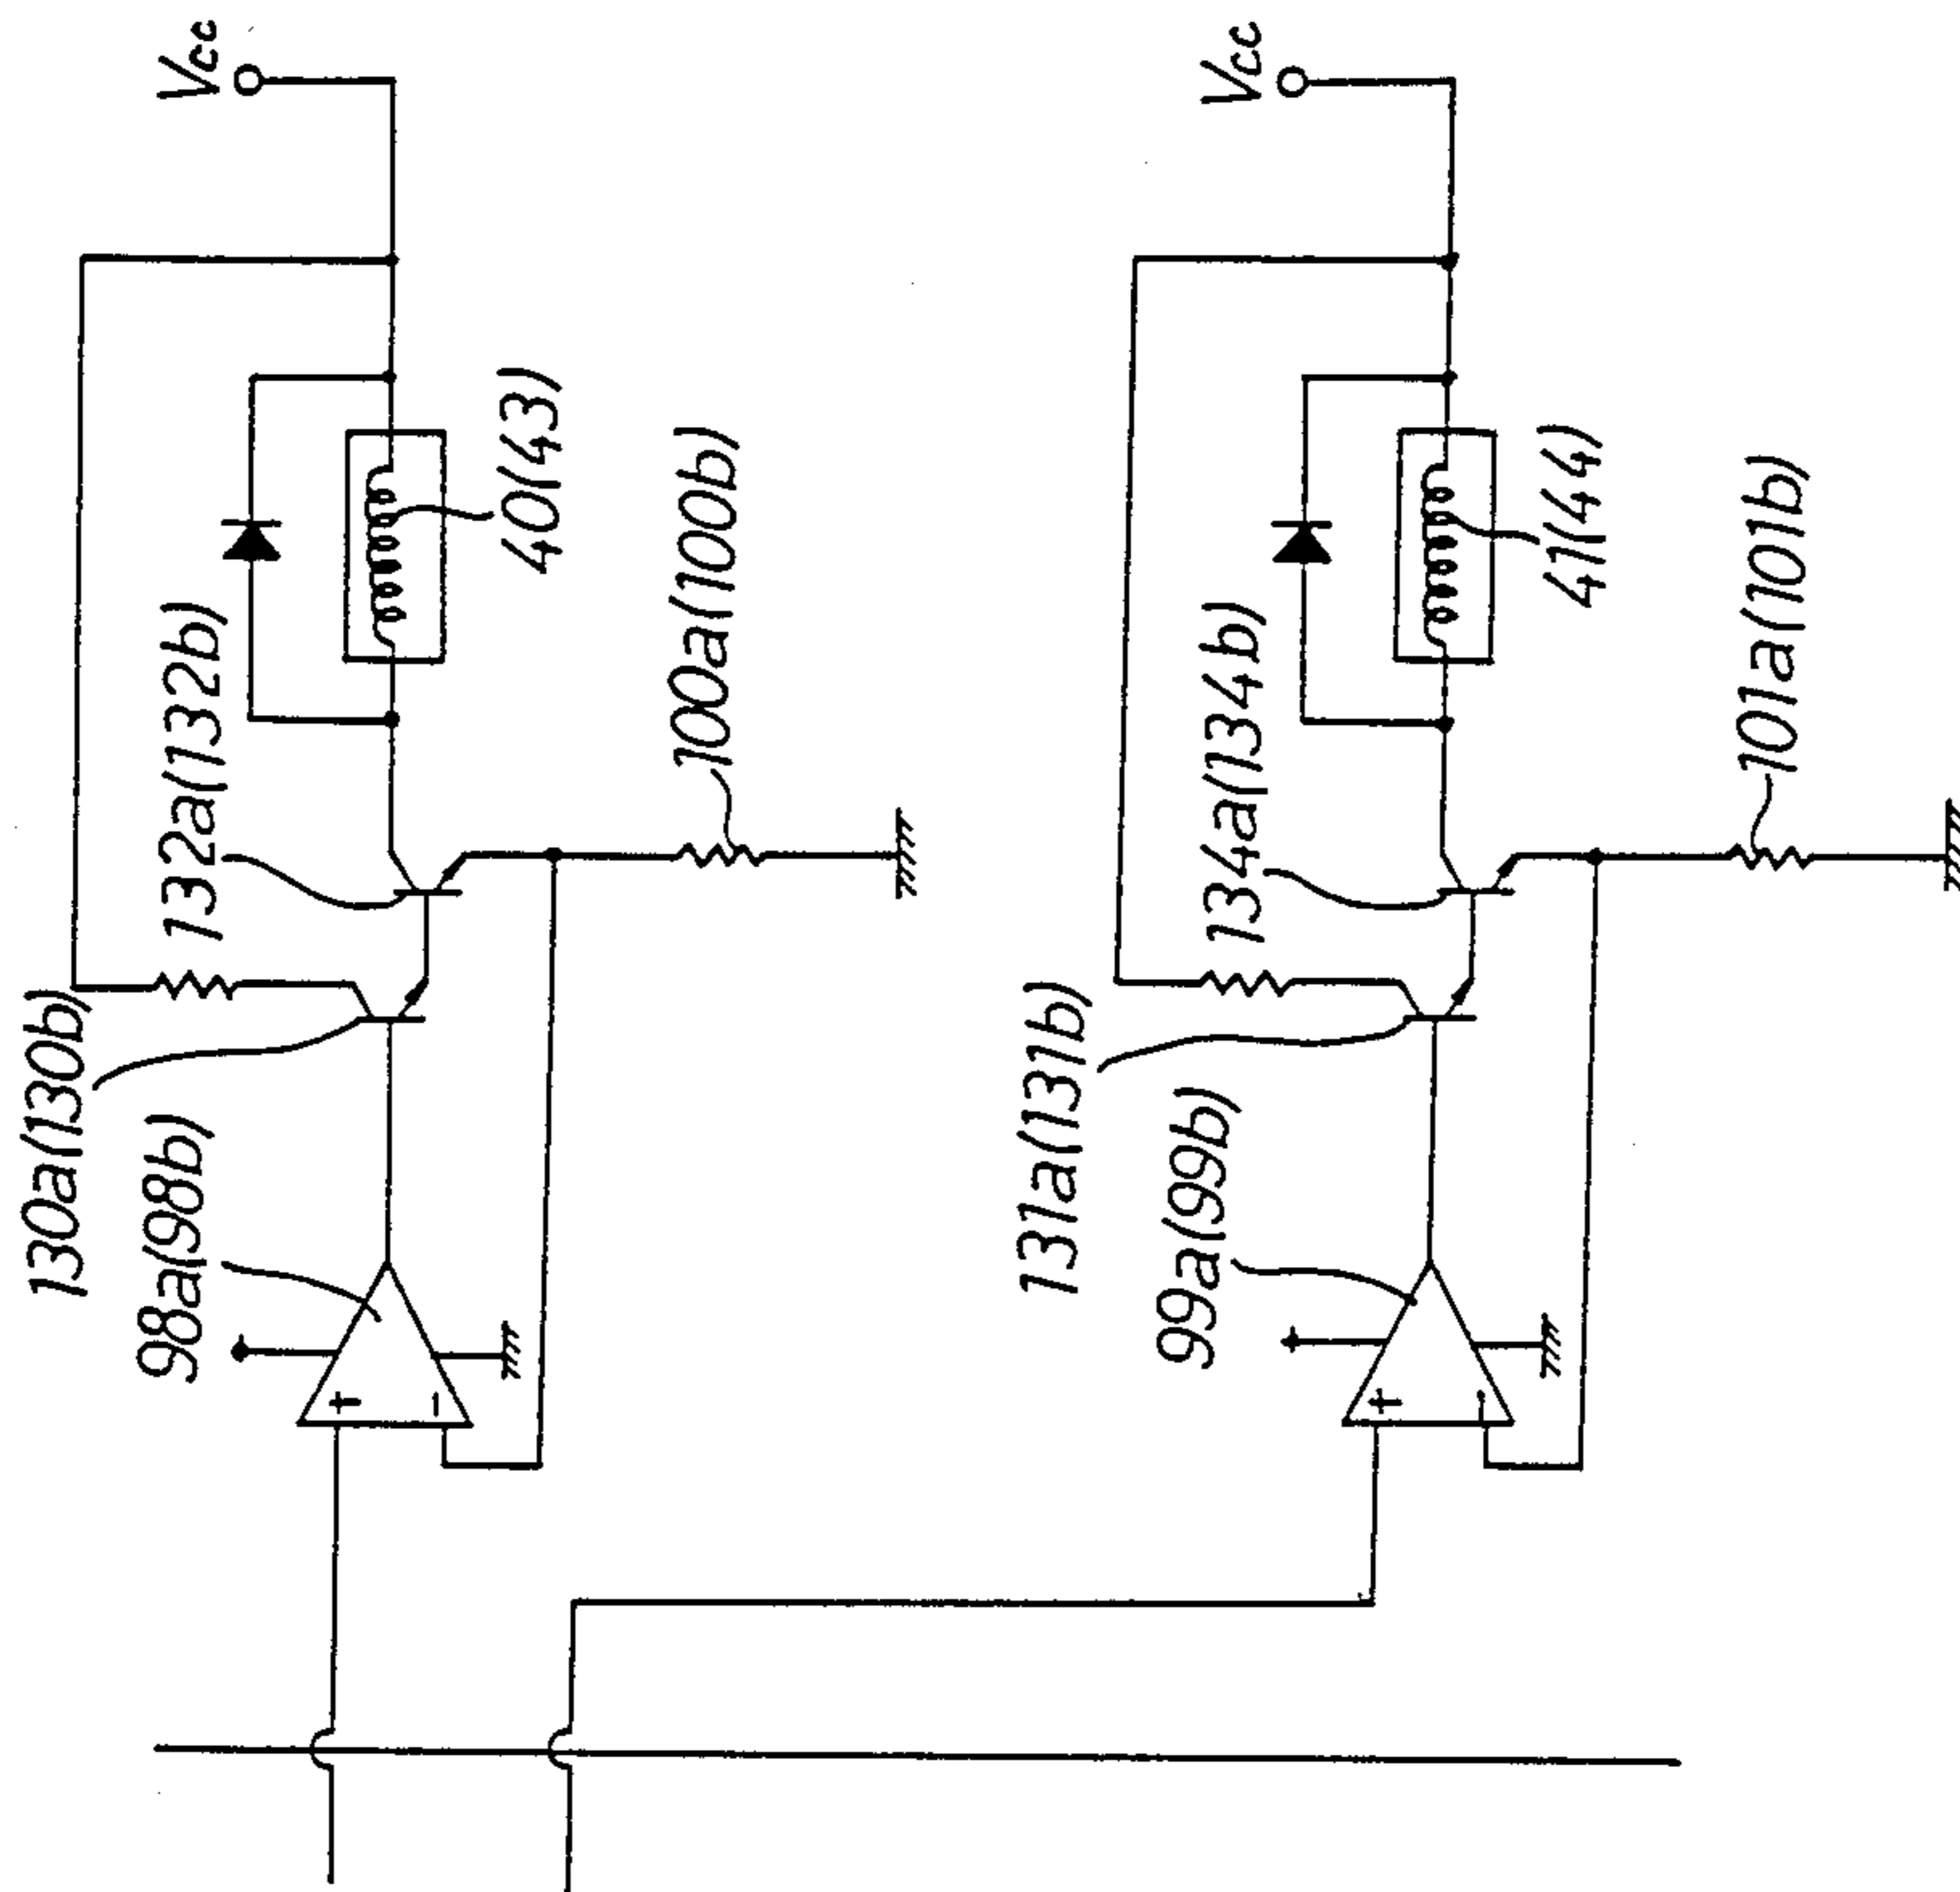 130a(130b)
132a(132b)
Vcc
98a(98b)
40(43)
100a(100b)
131a(131b)
134a(134b)
Vcc
99a(99b)
41(44)
101a(101b)
+
−
+
−